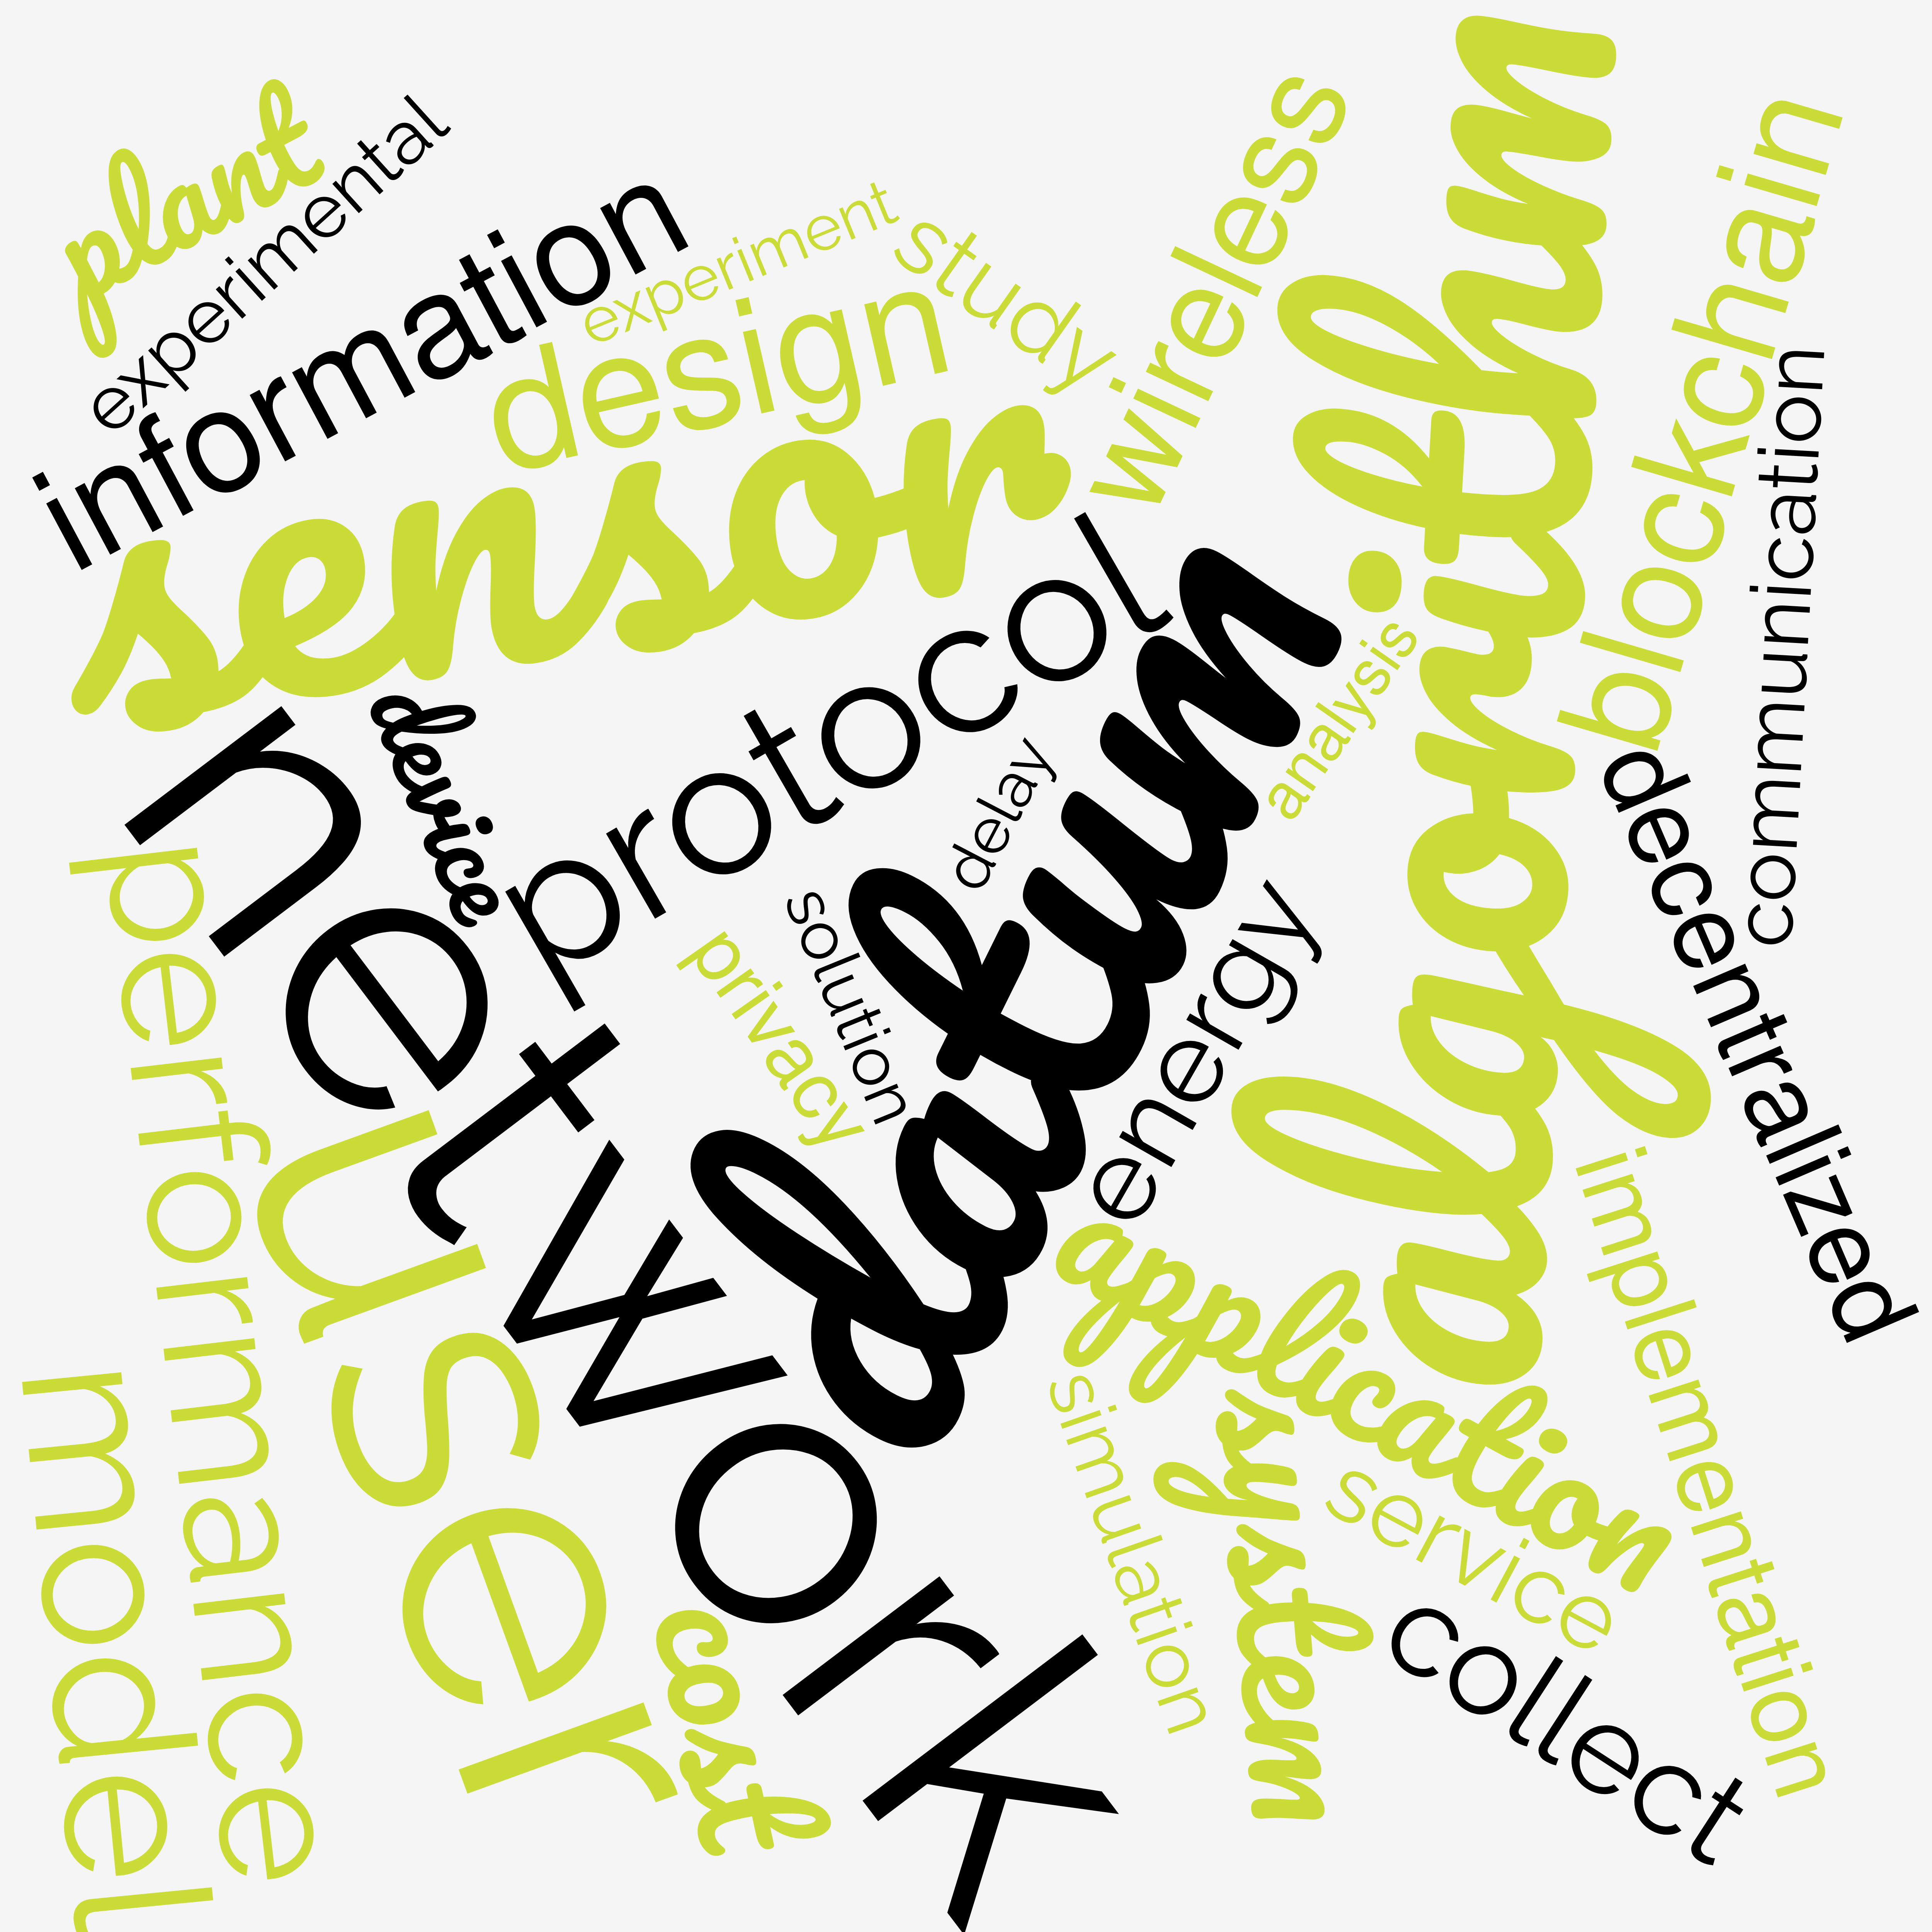 plant
experimental
information
experiment
design
study
wireless
sensor
algorithm
blockchain
communication
network
device
protocol
delay
analysis
datum
decentralized
performance
solution
privacy
energy
user
application
implementation
simulation
system
service
model
cost
collect